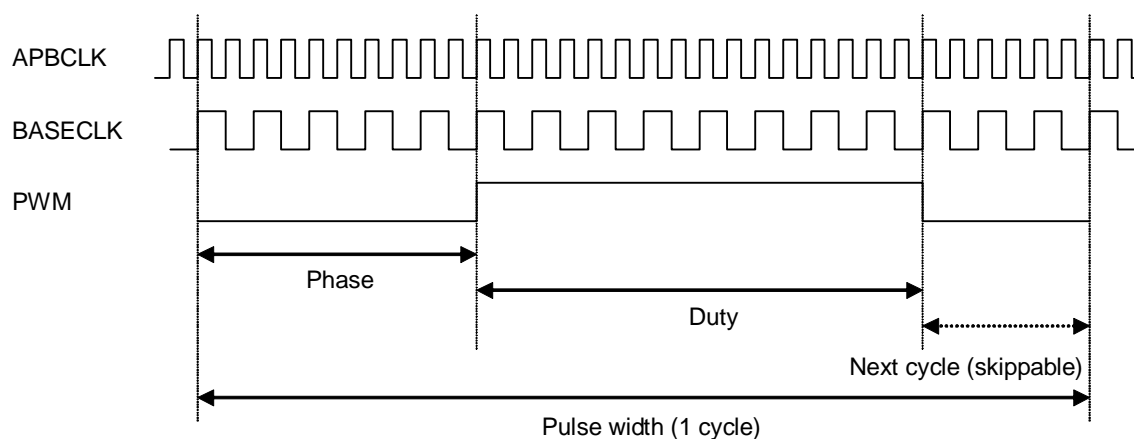 APBCLK
BASECLK
PWM
Phase
Duty
Next cycle (skippable)
Pulse width (1 cycle)